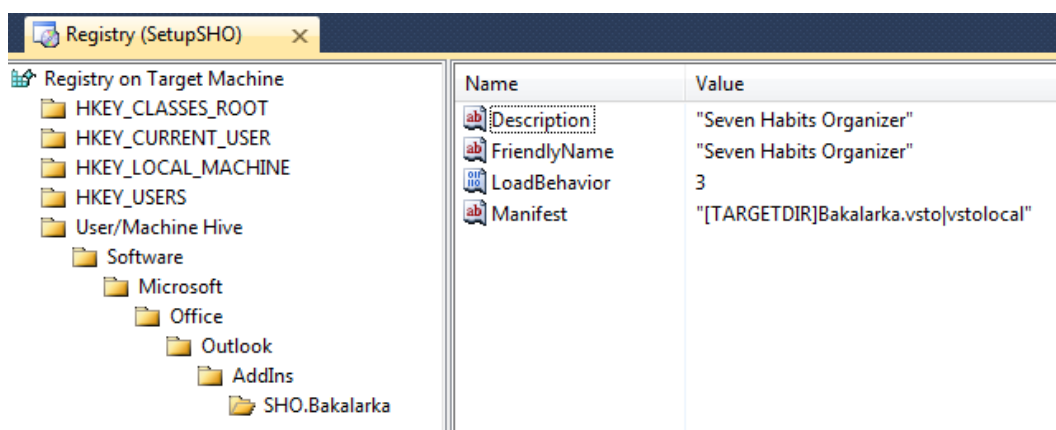 Registry (SetupSHO)
Registry on Target Machine
HKEY_CLASSES_ROOT
HKEY_CURRENT_USER
HKEY_LOCAL_MACHINE
HKEY_USERS
User/Machine Hive
Software
Microsoft
Office
Outlook
AddIns
SHO.Bakalarka
Name Value
Description "Seven Habits Organizer"
FriendlyName "Seven Habits Organizer"
LoadBehavior 3
Manifest "[TARGETDIR]Bakalarka.vsto|vstolocal"